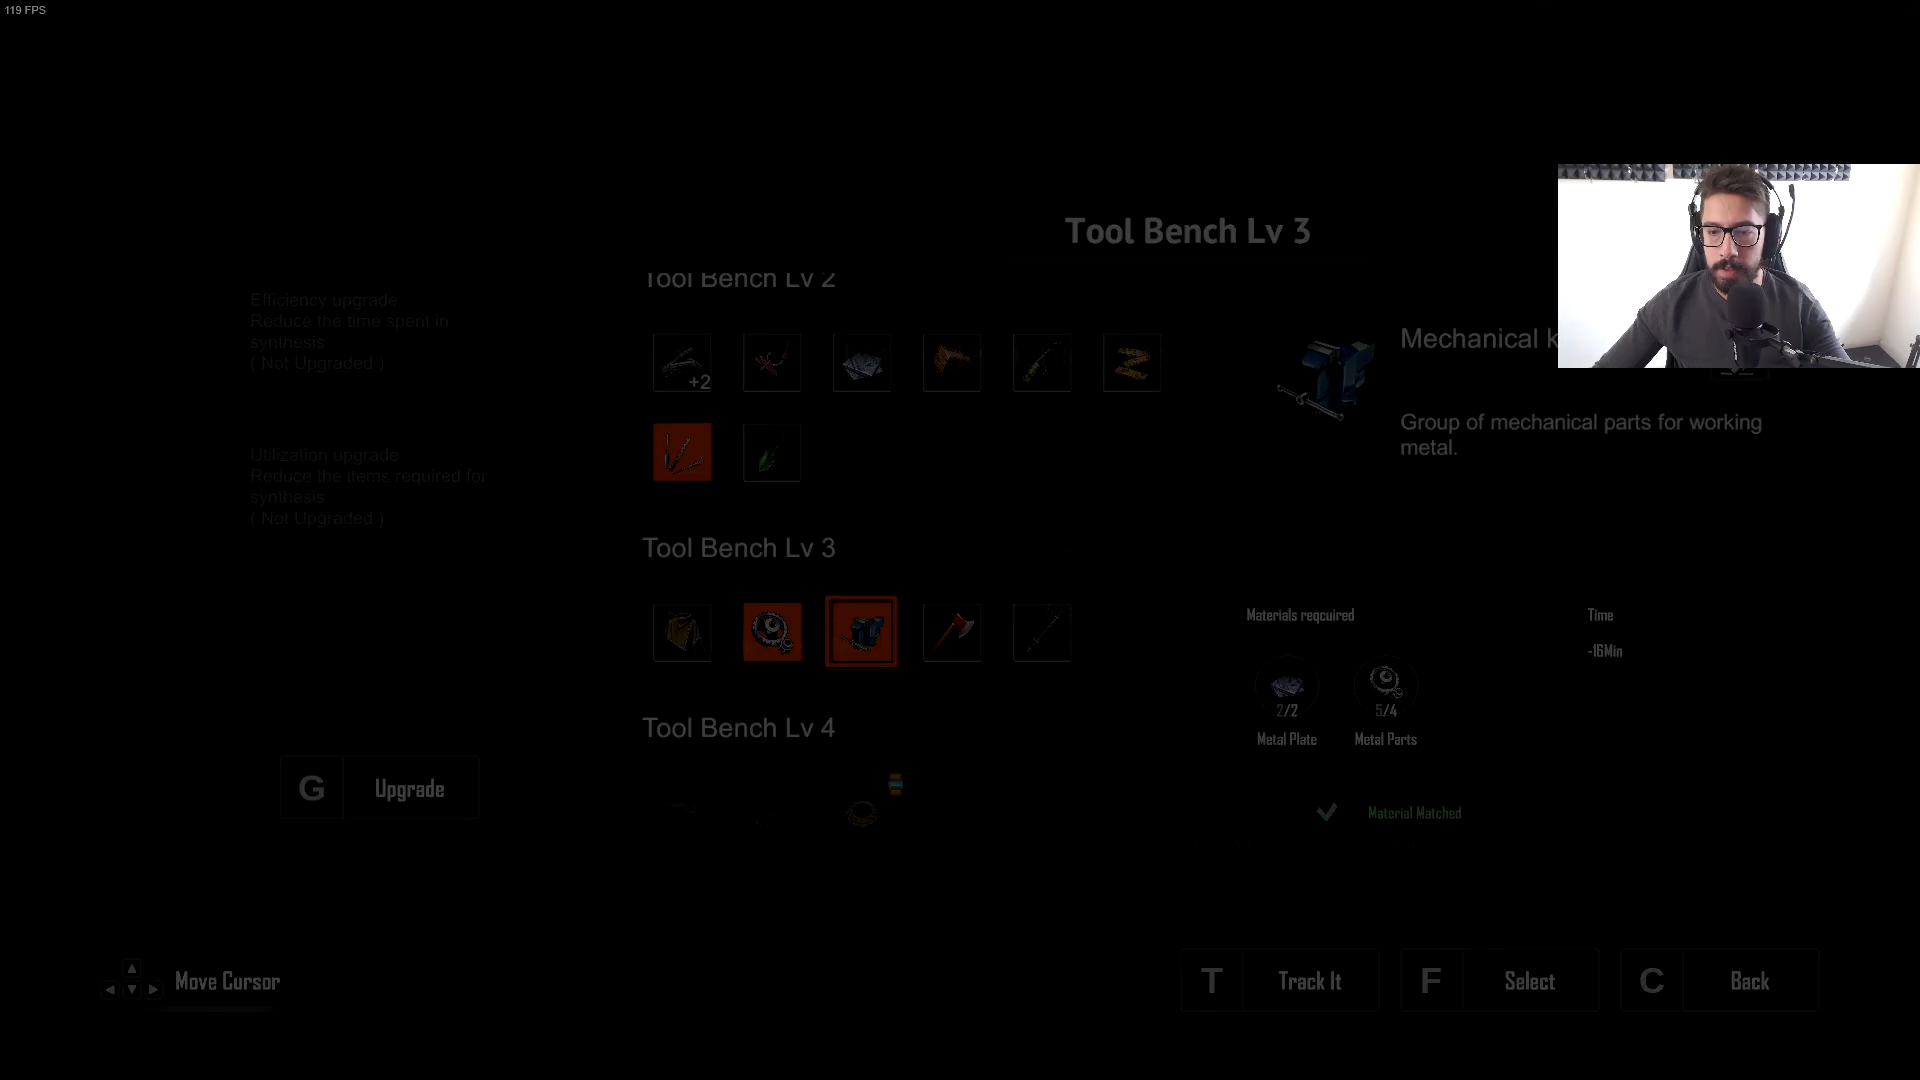 119 FPS
Tool Bench Lv 3
Tool Bench Lv 2
Efficiency upgrade
Reduce the time spent in
synthesis
( Not Upgraded )
+2
Mechanical k
Group of mechanical parts for working
metal.
Utilization upgrade
Reduce the items required for
synthesis
( Not Upgraded )
Tool Bench Lv 3
Materials reqcuired
Time
-16Min
2/2
5/4
Metal Plate
Metal Parts
Tool Bench Lv 4
G
Upgrade
Material Matched
Move Cursor
T
Track It
F
Select
C
Back